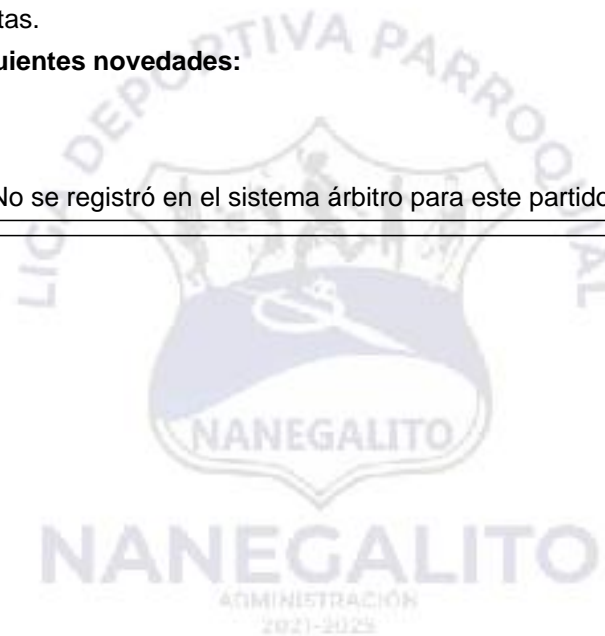 tas.
uientes novedades:
LIGA DEPORTIVA PARROQUIAL
No se registró en el sistema árbitro para este partido
NANEGALITO
NANEGALITO
ADMINISTRACIÓN
2021-2025